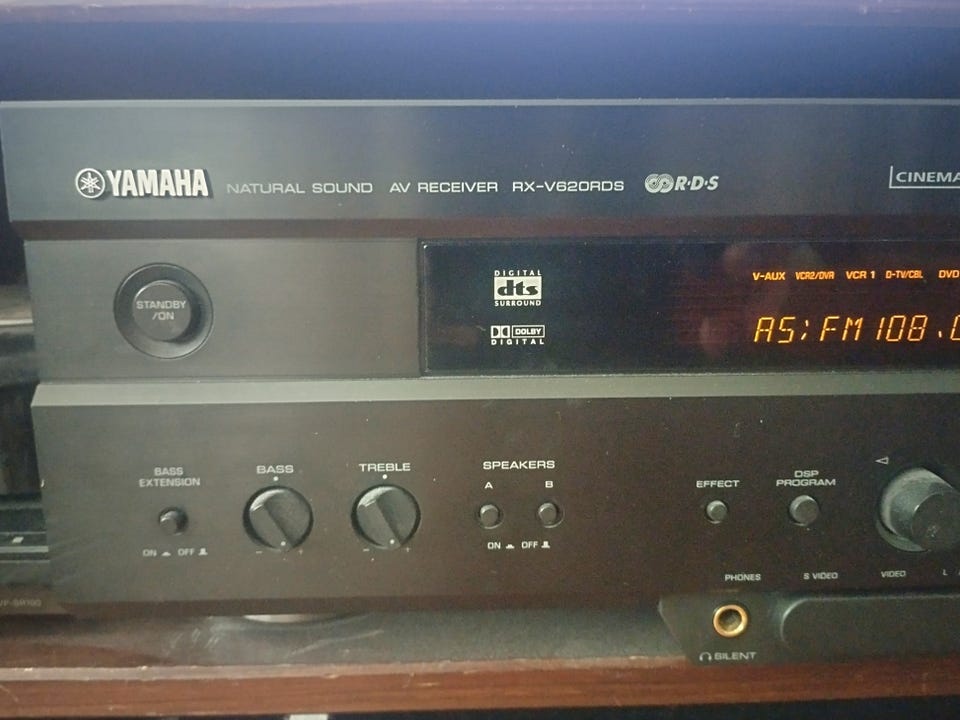 YAMAHA NATURAL SOUND AV RECEIVER RX-V620RDS R·D·S CINEMA
STANDBY
/ON
DIGITAL
dts
SURROUND
DOLBY
DIGITAL
V-AUX VCR2/DVR VCR 1 D-TV/CBL DVD
AS: FM 108.
BASS
EXTENSION
ON OFF
BASS
- +
TREBLE
- +
SPEAKERS
A B
ON OFF
EFFECT
DSP
PROGRAM
PHONES S VIDEO VIDEO L
SILENT